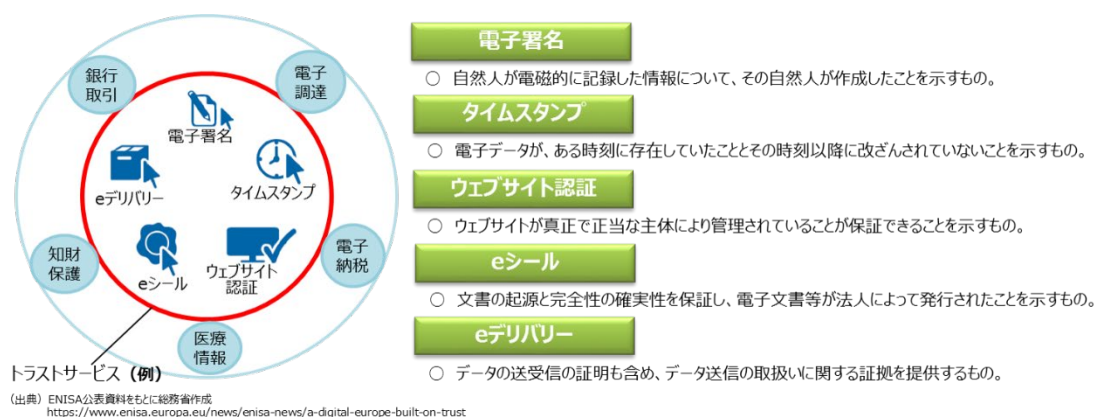 銀行
取引
電子
調達
電子署名
eデリバリー
タイムスタンプ
eシール
ウェブサイト
認証
知財
保護
電子
納税
医療
情報
トラストサービス（例）
（出典）ENISA公表資料をもとに総務省作成
https://www.enisa.europa.eu/news/enisa-news/a-digital-europe-built-on-trust
電子署名
○ 自然人が電磁的に記録した情報について、その自然人が作成したことを示すもの。
タイムスタンプ
○ 電子データが、ある時刻に存在していたこととその時刻以降に改ざんされていないことを示すもの。
ウェブサイト認証
○ ウェブサイトが真正で正当な主体により管理されていることが保証できることを示すもの。
eシール
○ 文書の起源と完全性の確実性を保証し、電子文書等が法人によって発行されたことを示すもの。
eデリバリー
○ データの送受信の証明も含め、データ送信の取扱いに関する証拠を提供するもの。